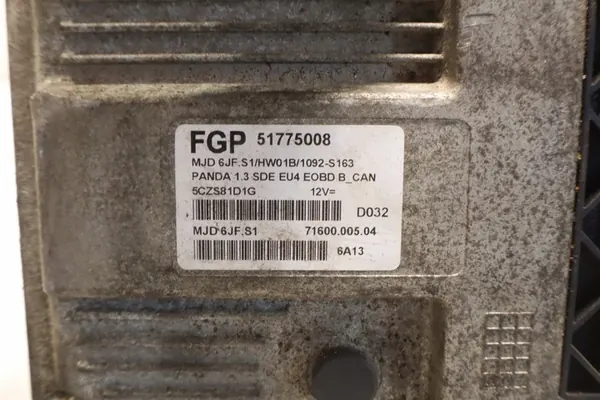 FGP 51775008
MJD 6JF.S1/HW01B/1092-S163
PANDA 1.3 SDE EU4 EOBD B_CAN
5CZS81D1G 12V=
D032
MJD 6JF.S1 71600.005.04
6A13